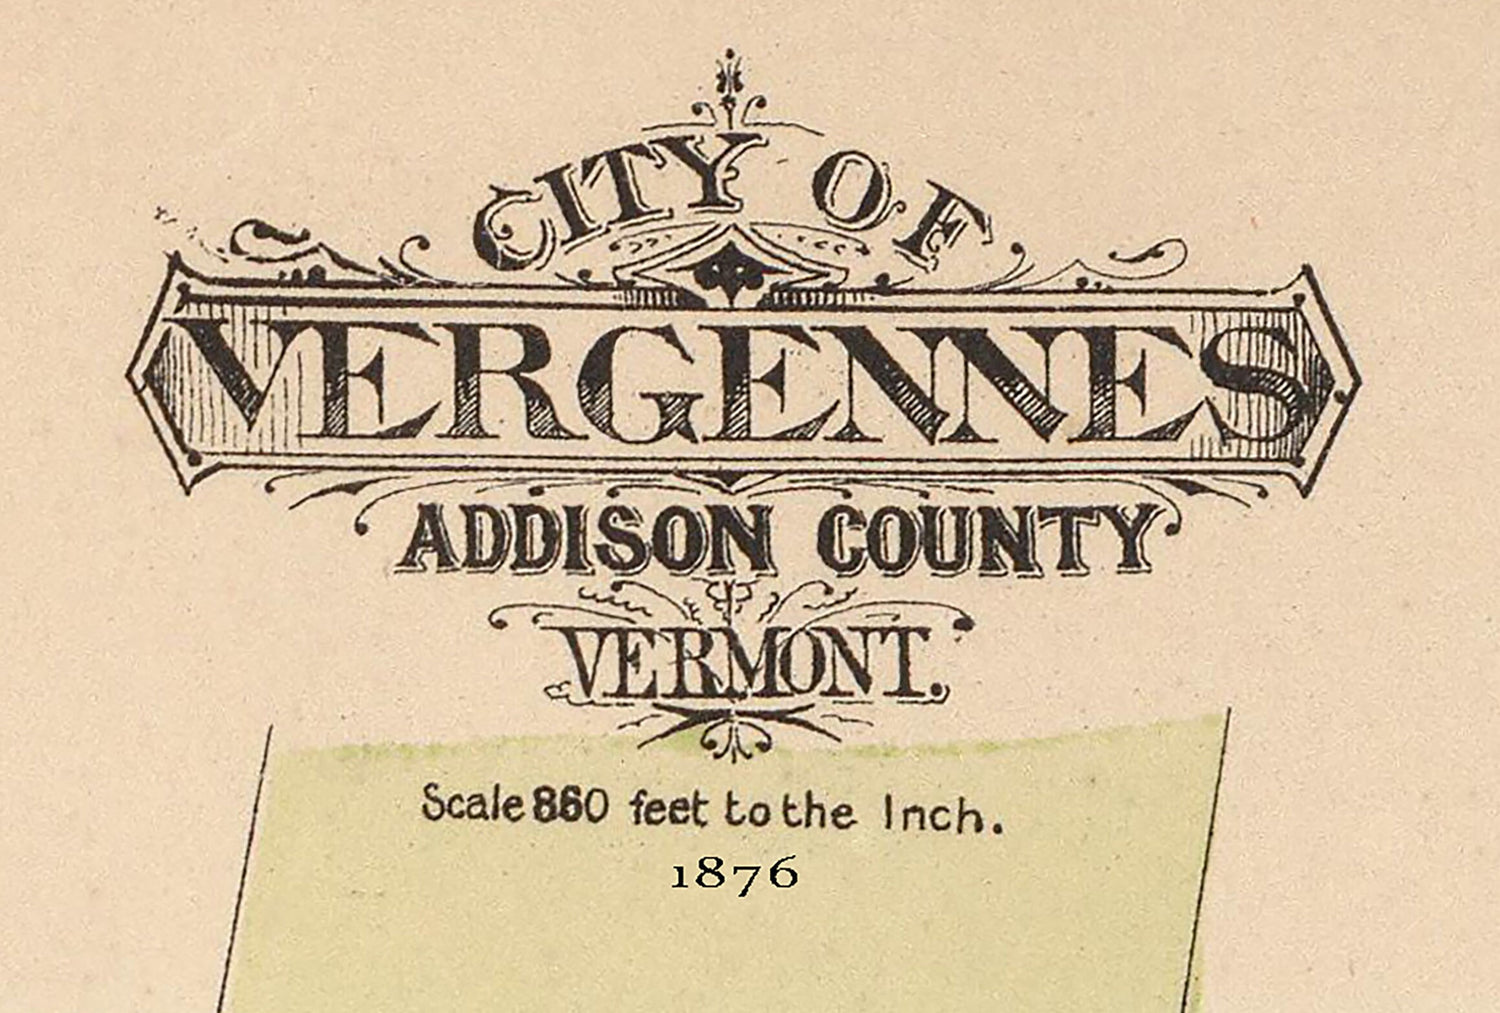 CITY OF
VERGENNES
ADDISON COUNTY
VERMONT.
Scale 860 feet to the Inch.
1876